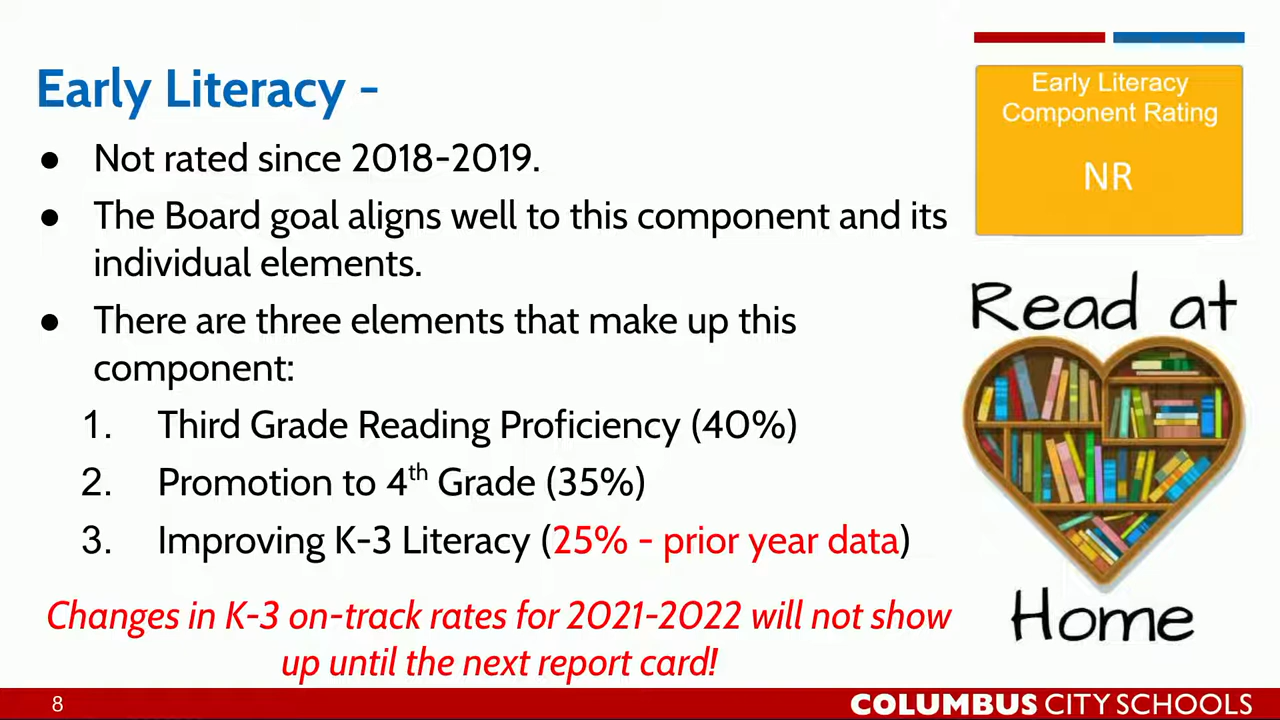 Early Literacy -
● Not rated since 2018-2019.
● The Board goal aligns well to this component and its
individual elements.
● There are three elements that make up this
component:
1. Third Grade Reading Proficiency (40%)
2. Promotion to 4th Grade (35%)
3. Improving K-3 Literacy (25% - prior year data)
Changes in K-3 on-track rates for 2021-2022 will not show
up until the next report card!
Early Literacy
Component Rating
NR
Read at
Home
8
COLUMBUS CITY SCHOOLS